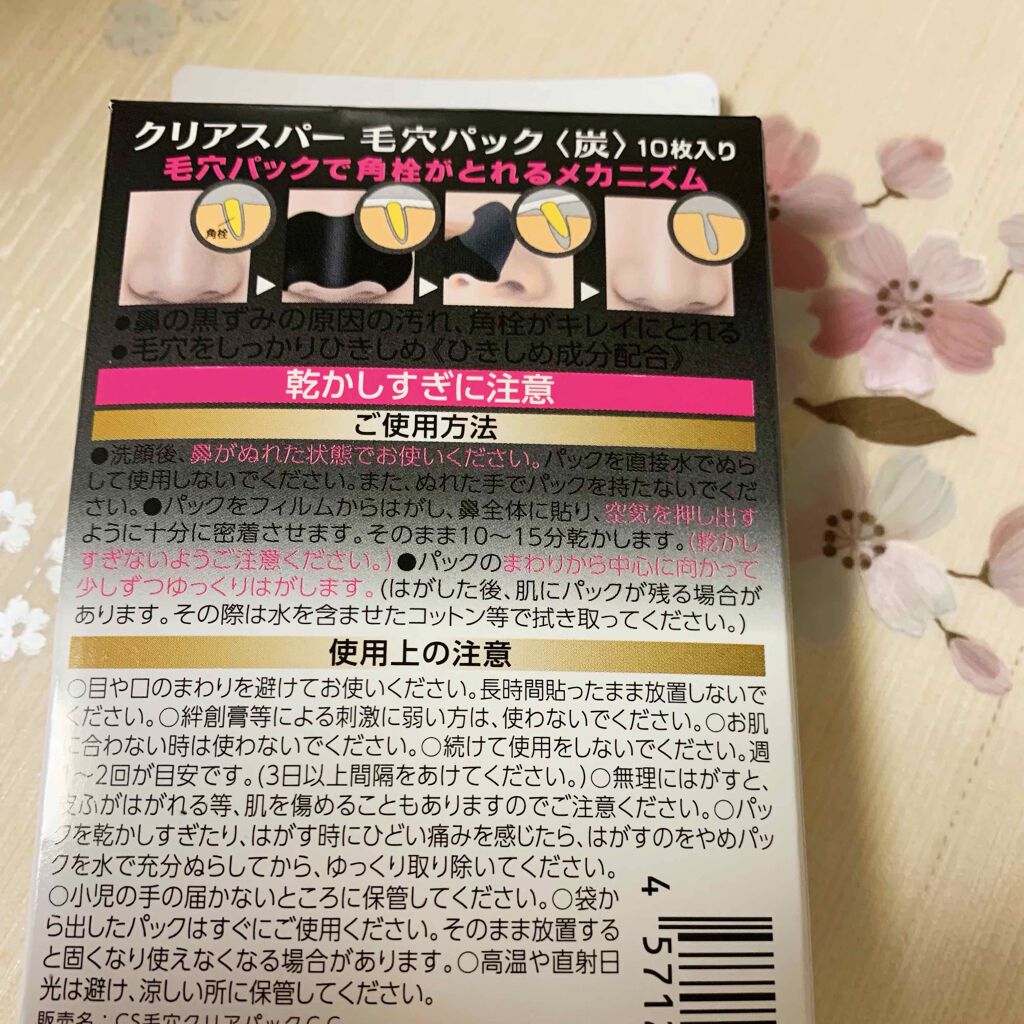 クリアスパー 毛穴パック〈炭〉10枚入り
毛穴パックで角栓がとれるメカニズム
角栓
●鼻の黒ずみの原因の汚れ、角栓がキレイにとれる
●毛穴をしっかりひきしめ《ひきしめ成分配合》
乾かしすぎに注意
ご使用方法
●洗顔後、鼻がぬれた状態でお使いください。パックを直接水でぬら
して使用しないでください。また、ぬれた手でパックを持たないでくだ
さい。●パックをフィルムからはがし、鼻全体に貼り、空気を押し出す
ように十分に密着させます。そのまま10〜15分乾かします。(乾かし
すぎないようご注意ください。)●パックのまわりから中心に向かって
少しずつゆっくりはがします。(はがした後、肌にパックが残る場合が
あります。その際は水を含ませたコットン等で拭き取ってください。)
使用上の注意
○目や口のまわりを避けてお使いください。長時間貼ったまま放置しないで
ください。○絆創膏等による刺激に弱い方は、使わないでください。○お肌
に合わない時は使わないでください。○続けて使用をしないでください。週
〜2回が目安です。(3日以上間隔をあけてください。)○無理にはがすと、
皮ふがはがれる等、肌を傷めることもありますのでご注意ください。○パッ
クを乾かしすぎたり、はがす時にひどい痛みを感じたら、はがすのをやめパッ
クを水で充分ぬらしてから、ゆっくり取り除いてください。
○小児の手の届かないところに保管してください。○袋か
ら出したパックはすぐにご使用ください。そのまま放置する
と固くなり使えなくなる場合があります。○高温や直射日
光は避け、涼しい所に保管してください。
販売名：CS毛穴クリアパックCC
4 5712